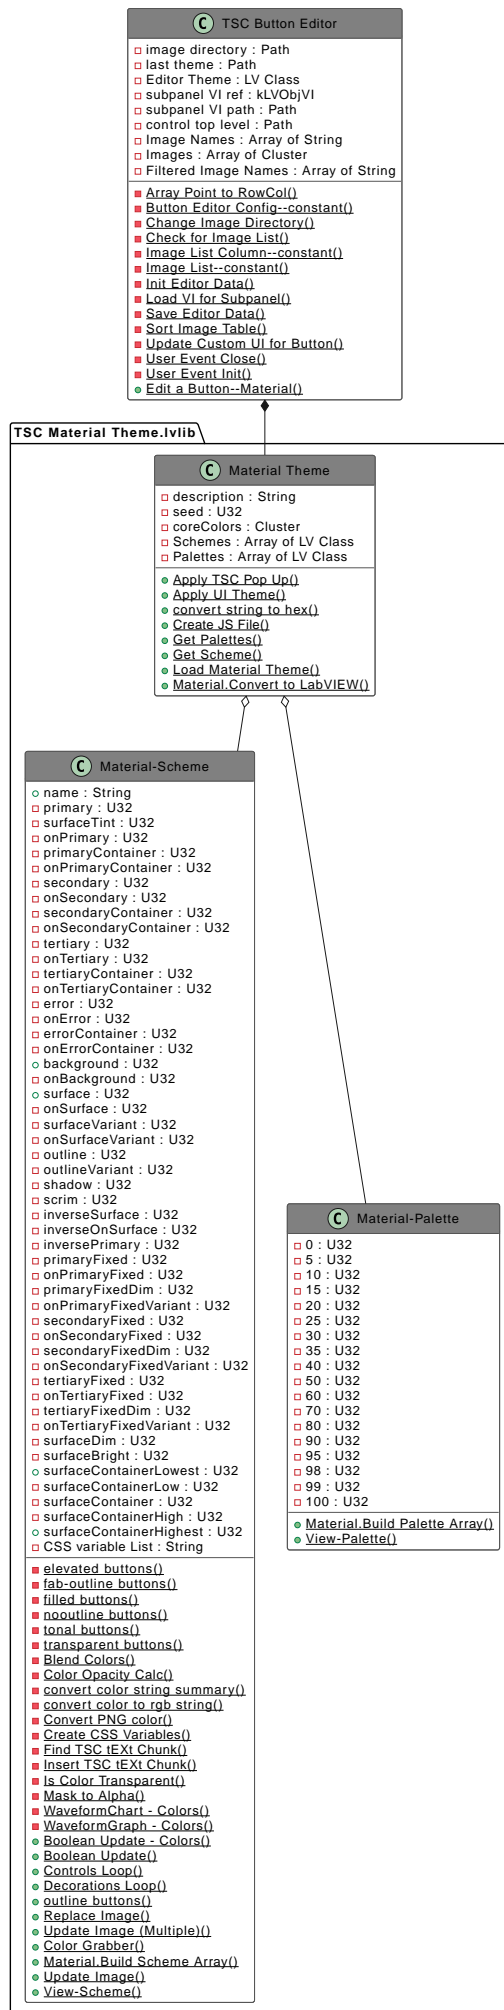 C TSC Button Editor
image directory : Path
last theme : Path
Editor Theme : LV Class
subpanel VI ref : kLVObjVI
subpanel VI path : Path
control top level : Path
Image Names : Array of String
Images : Array of Cluster
Filtered Image Names : Array of String
Array Point to RowCol()
Button Editor Config--constant()
Change Image Directory()
Check for Image List()
Image List Column--constant()
Image List--constant()
Init Editor Data()
Load VI for Subpanel()
Save Editor Data()
Sort Image Table()
Update Custom UI for Button()
User Event Close()
User Event Init()
Edit a Button--Material()
TSC Material Theme.lvlib
C Material Theme
description : String
seed : U32
coreColors : Cluster
Schemes : Array of LV Class
Palettes : Array of LV Class
Apply TSC Pop Up()
Apply UI Theme()
convert string to hex()
Create JS File()
Get Palettes()
Get Scheme()
Load Material Theme()
Material.Convert to LabVIEW()
C Material-Scheme
name : String
primary : U32
surfaceTint : U32
onPrimary : U32
primaryContainer : U32
onPrimaryContainer : U32
secondary : U32
onSecondary : U32
secondaryContainer : U32
onSecondaryContainer : U32
tertiary : U32
onTertiary : U32
tertiaryContainer : U32
onTertiaryContainer : U32
error : U32
onError : U32
errorContainer : U32
onErrorContainer : U32
background : U32
onBackground : U32
surface : U32
onSurface : U32
surfaceVariant : U32
onSurfaceVariant : U32
outline : U32
outlineVariant : U32
shadow : U32
scrim : U32
inverseSurface : U32
inverseOnSurface : U32
inversePrimary : U32
primaryFixed : U32
onPrimaryFixed : U32
primaryFixedDim : U32
onPrimaryFixedVariant : U32
secondaryFixed : U32
onSecondaryFixed : U32
secondaryFixedDim : U32
onSecondaryFixedVariant : U32
tertiaryFixed : U32
onTertiaryFixed : U32
tertiaryFixedDim : U32
onTertiaryFixedVariant : U32
surfaceDim : U32
surfaceBright : U32
surfaceContainerLowest : U32
surfaceContainerLow : U32
surfaceContainer : U32
surfaceContainerHigh : U32
surfaceContainerHighest : U32
CSS variable List : String
elevated buttons()
fab-outline buttons()
filled buttons()
nooutline buttons()
tonal buttons()
transparent buttons()
Blend Colors()
Color Opacity Calc()
convert color string summary()
convert color to rgb string()
Convert PNG color()
Create CSS Variables()
Find TSC tEXt Chunk()
Insert TSC tEXt Chunk()
Is Color Transparent()
Mask to Alpha()
WaveformChart - Colors()
WaveformGraph - Colors()
Boolean Update - Colors()
Boolean Update()
Controls Loop()
Decorations Loop()
outline buttons()
Replace Image()
Update Image (Multiple)()
Color Grabber()
Material.Build Scheme Array()
Update Image()
View-Scheme()
C Material-Palette
0 : U32
5 : U32
10 : U32
15 : U32
20 : U32
25 : U32
30 : U32
35 : U32
40 : U32
50 : U32
60 : U32
70 : U32
80 : U32
90 : U32
95 : U32
98 : U32
99 : U32
100 : U32
Material.Build Palette Array()
View-Palette()